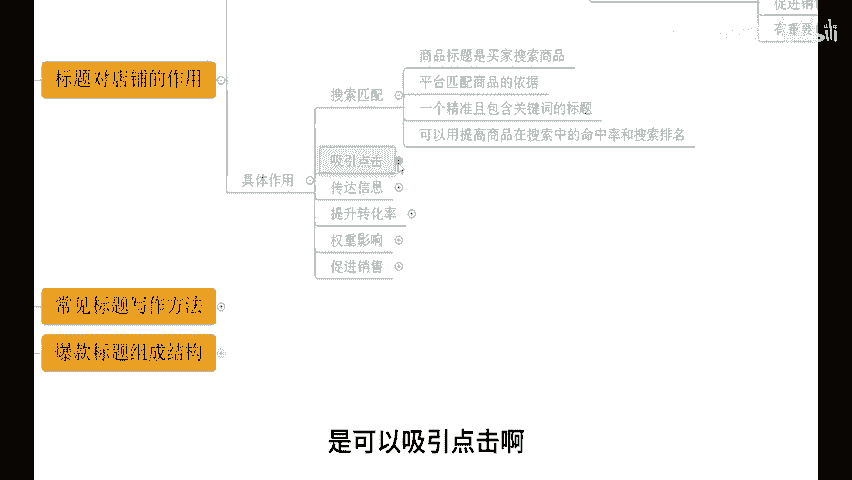 促进销
标题对店铺的作用
商品标题是买家搜索商品
平台匹配商品的依据
搜索匹配
一个精准且包含关键词的标题
可以用提高商品在搜索中的命中率和搜索排名
吸引点击
具体作用
传达信息
提升转化率
权重影响
促进销售
常见标题写作方法
爆款标题组成结构
是可以吸引点击啊